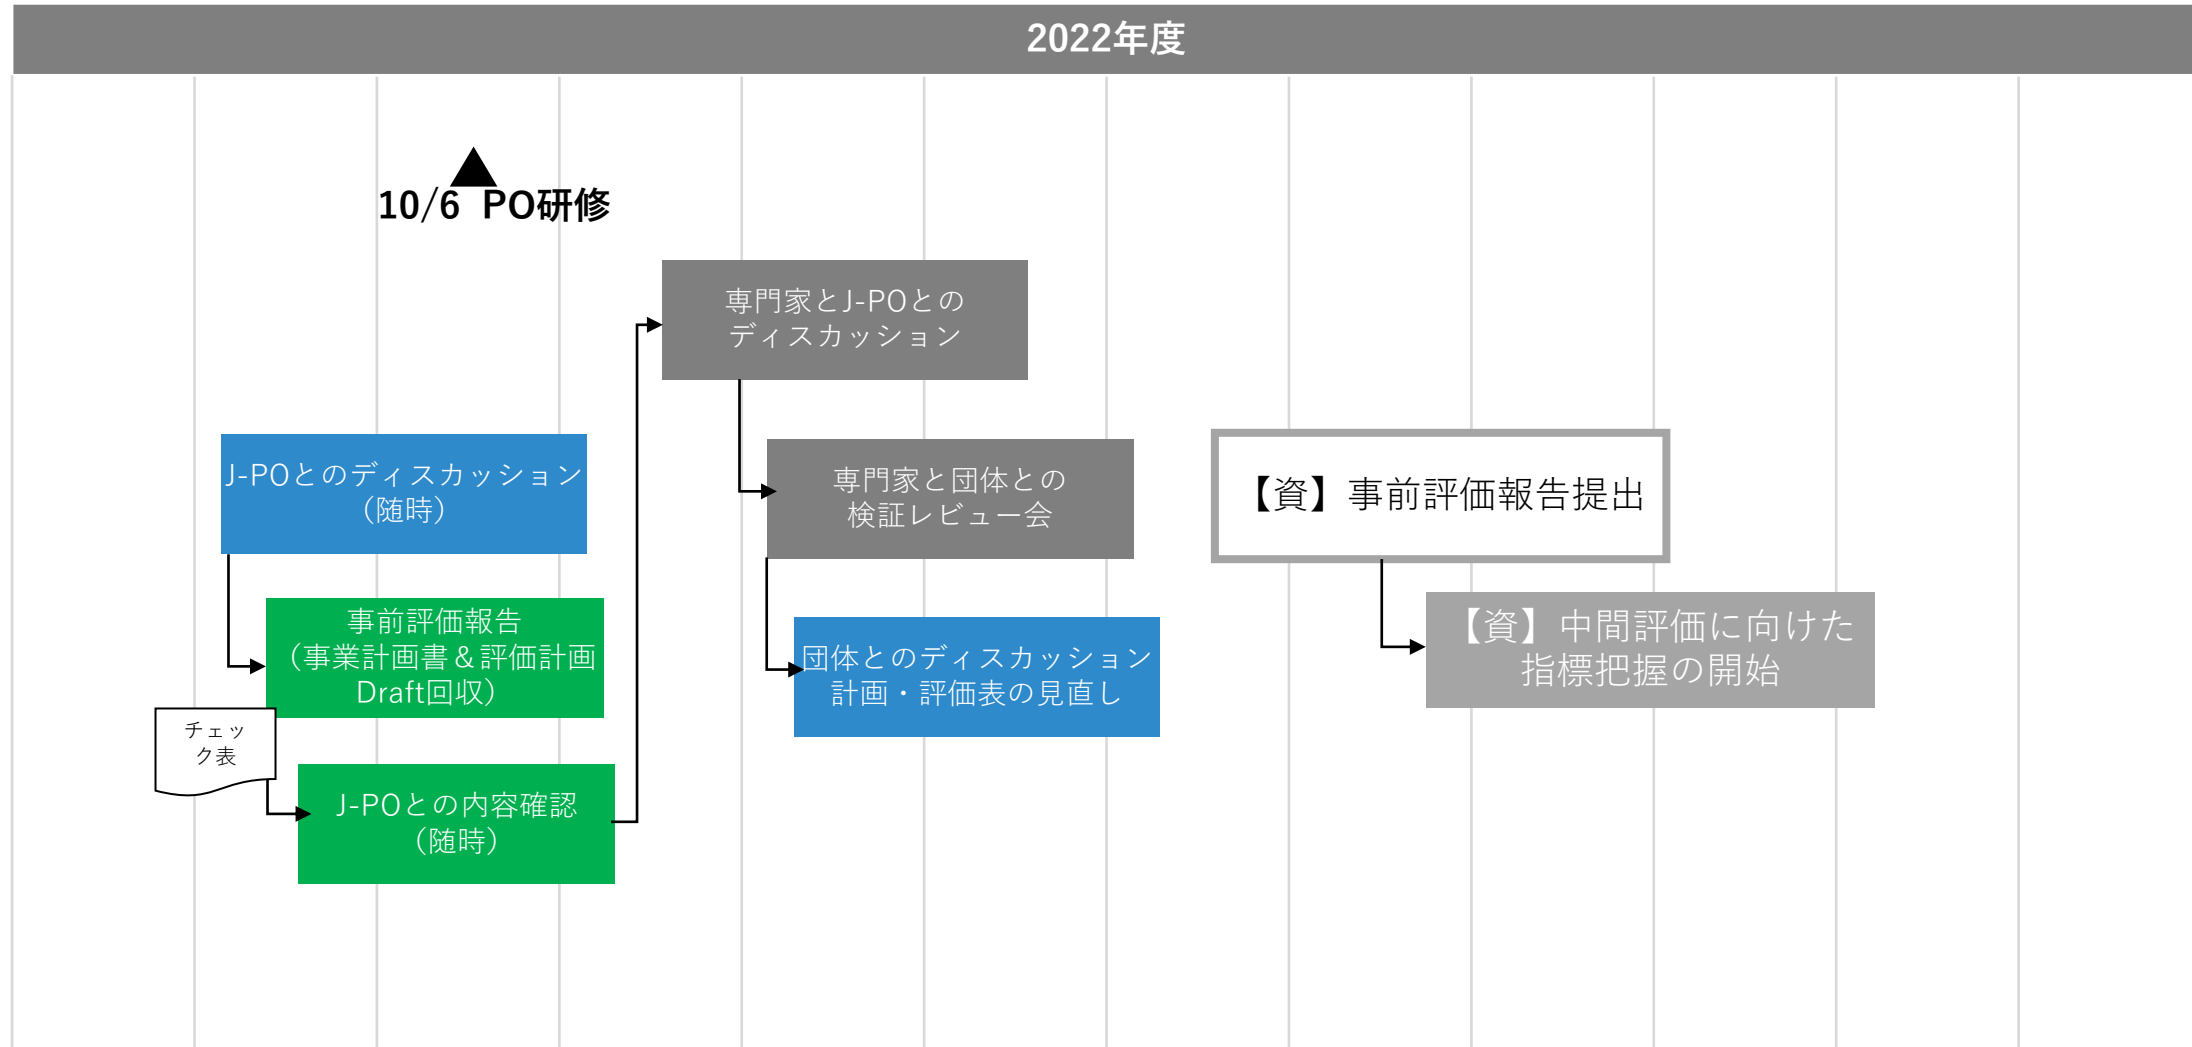 2022年度
10/6 PO研修
専門家とJ-POとの
ディスカッション
J-POとのディスカッション
（随時）
専門家と団体との
検証レビュー会
【資】事前評価報告提出
事前評価報告
（事業計画書＆評価計画
Draft回収）
団体とのディスカッション
計画・評価表の見直し
【資】中間評価に向けた
指標把握の開始
チェッ
ク表
J-POとの内容確認
（随時）